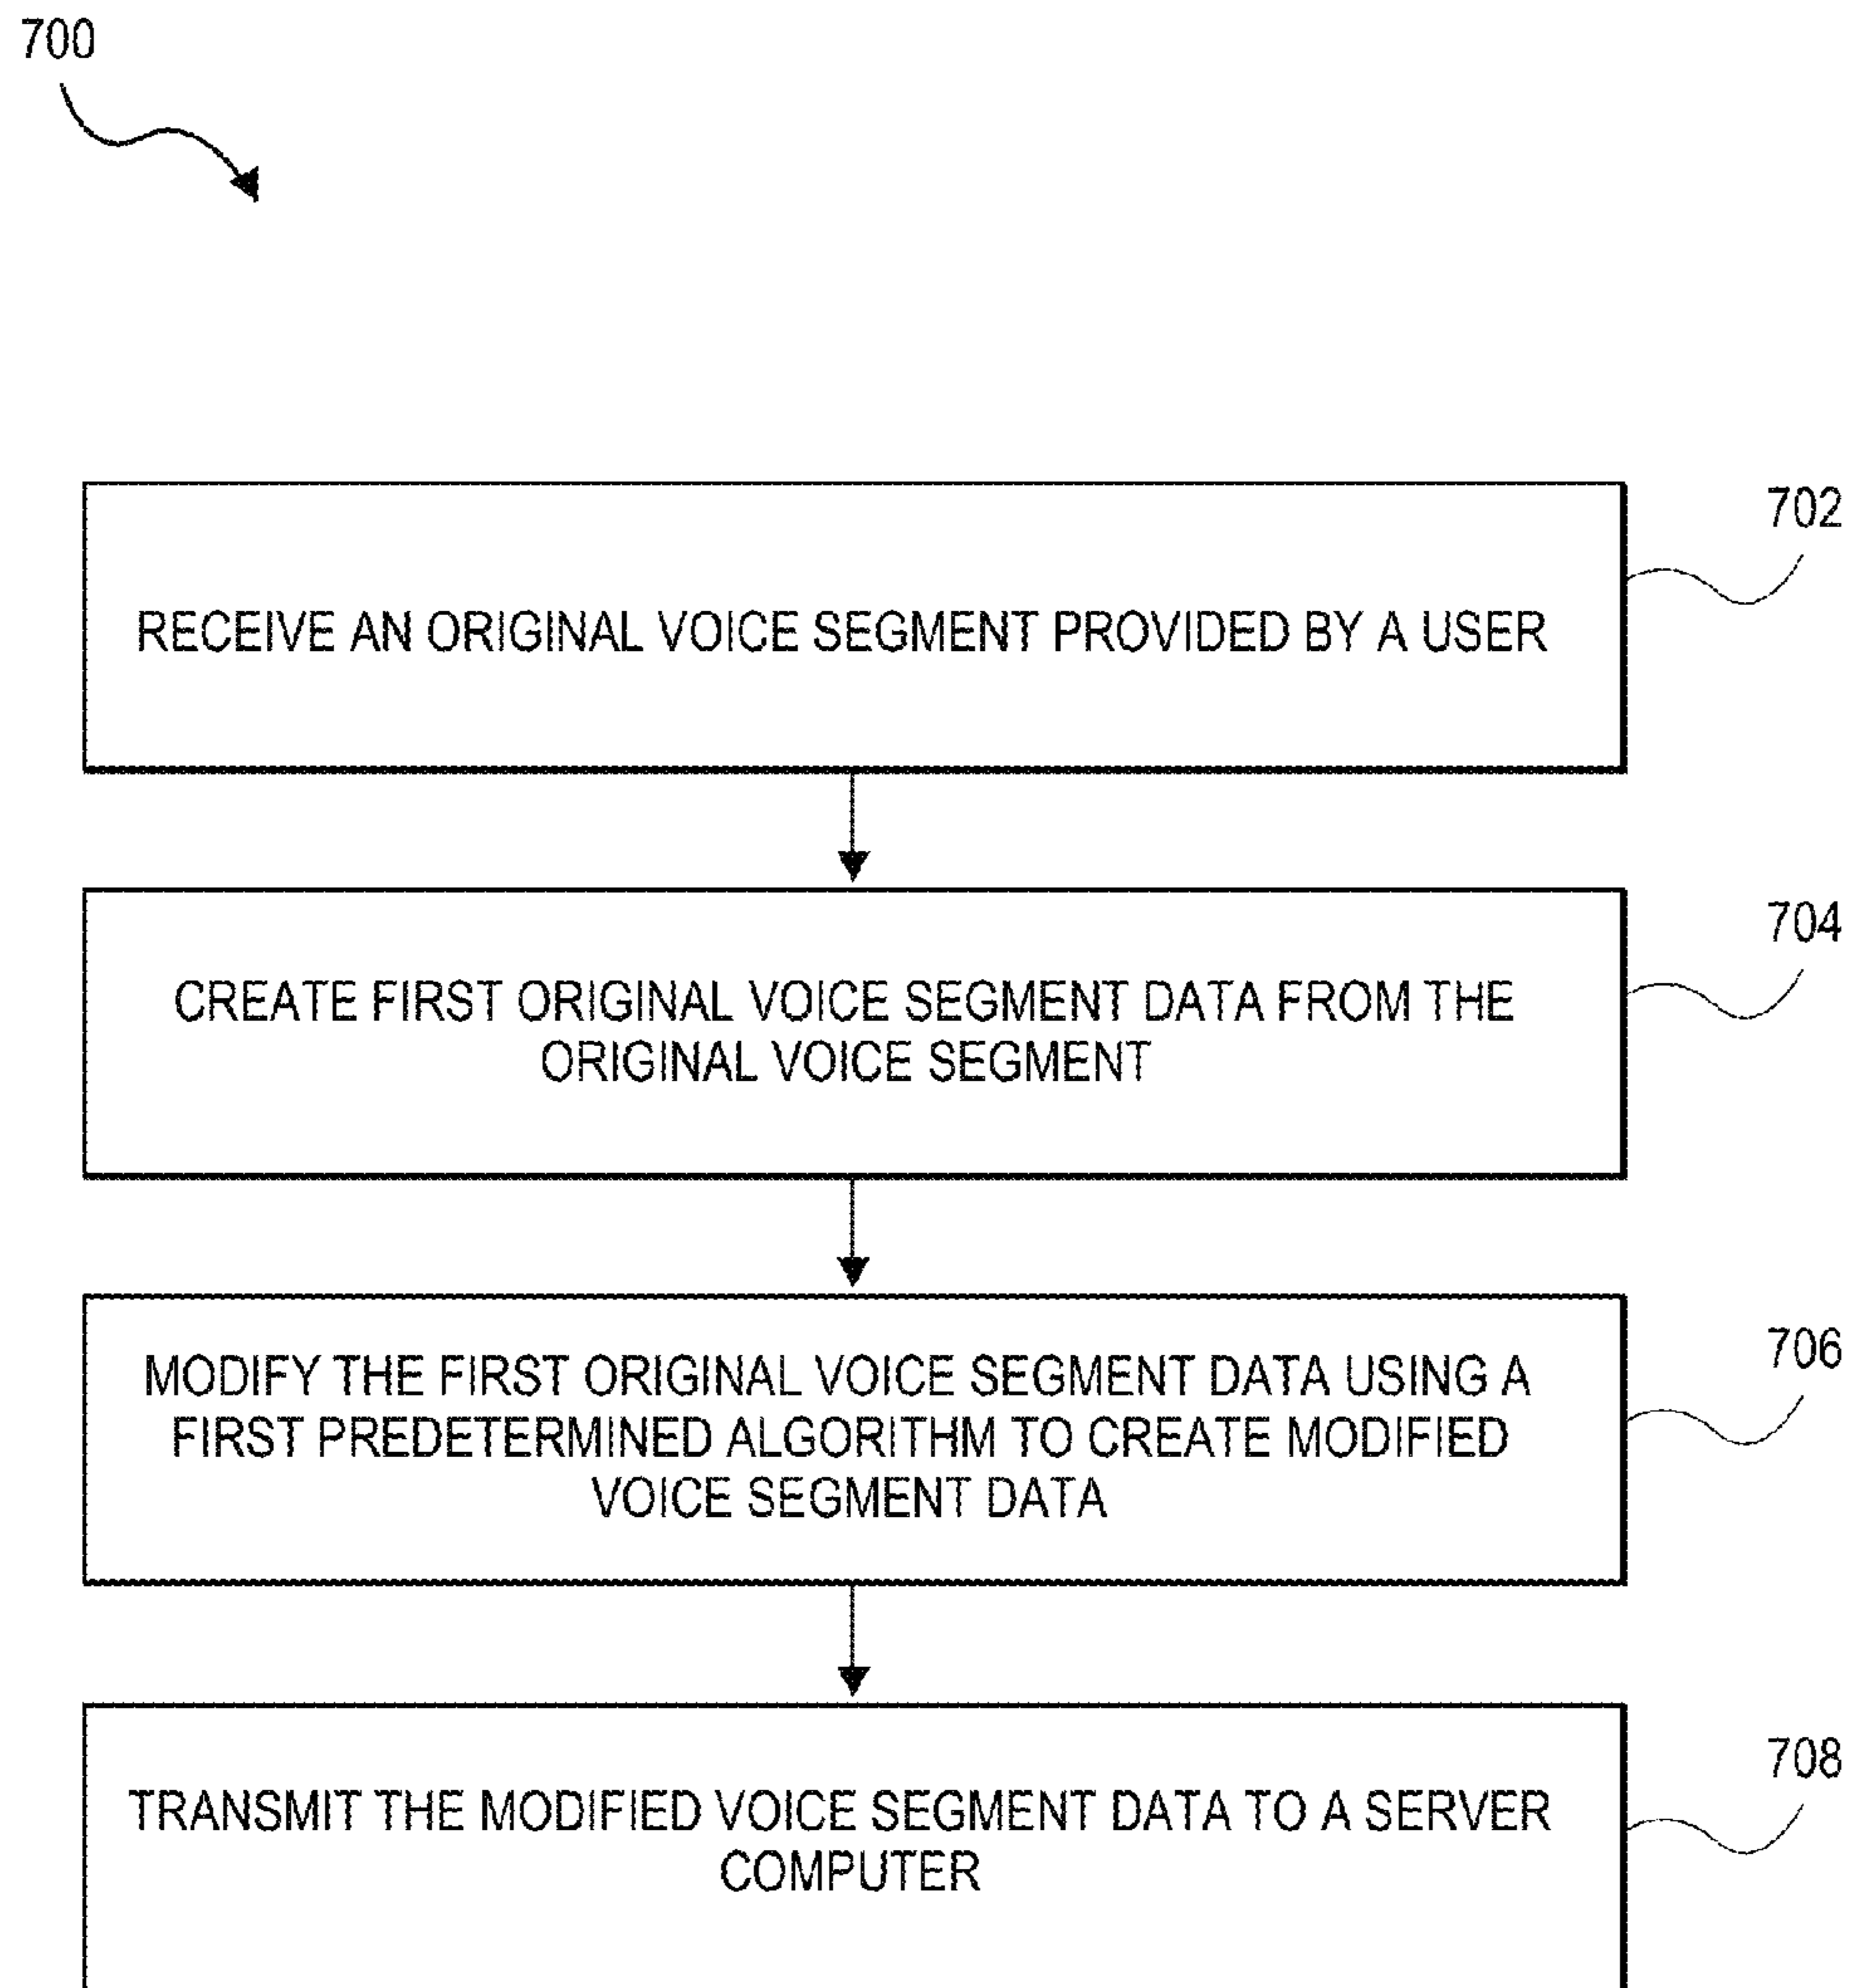 700
702
RECEIVE AN ORIGINAL VOICE SEGMENT PROVIDED BY A USER
704
CREATE FIRST ORIGINAL VOICE SEGMENT DATA FROM THE
ORIGINAL VOICE SEGMENT
706
MODIFY THE FIRST ORIGINAL VOICE SEGMENT DATA USING A
FIRST PREDETERMINED ALGORITHM TO CREATE MODIFIED
VOICE SEGMENT DATA
708
TRANSMIT THE MODIFIED VOICE SEGMENT DATA TO A SERVER
COMPUTER